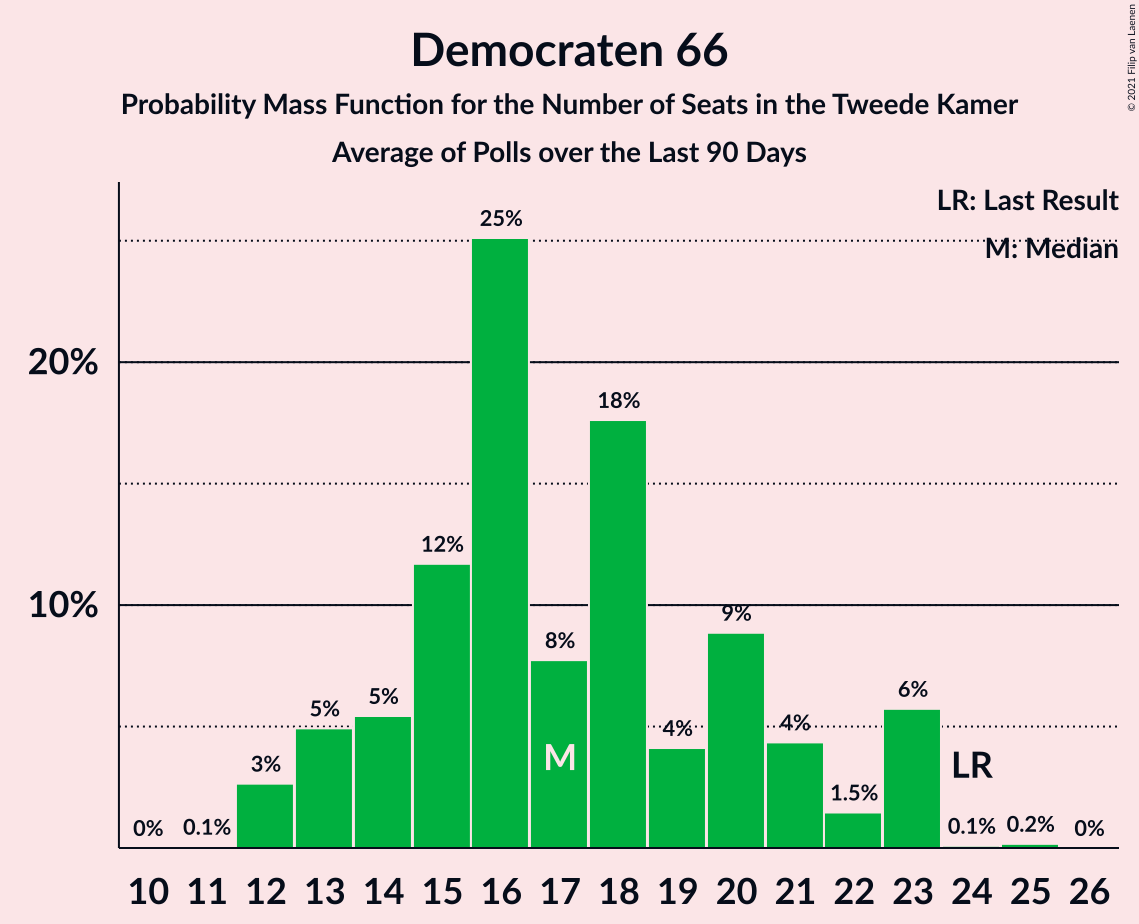 Democraten 66
Probability Mass Function for the Number of Seats in the Tweede Kamer
Average of Polls over the Last 90 Days
© 2021 Filip van Laenen
LR: Last Result
M: Median
25%
20%
18%
12%
10%
9%
8%
6%
5%
5%
4%
4%
3%
M
LR
1.5%
0%
0.1%
0.1%
0.2%
0%
10 11 12 13 14 15 16 17 18 19 20 21 22 23 24 25 26